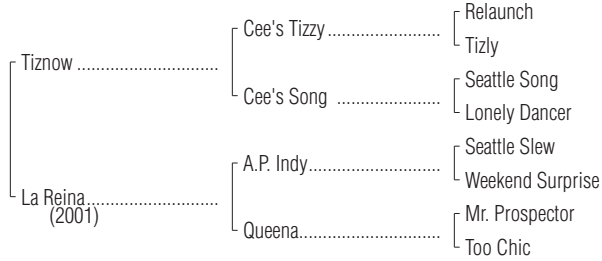 Relaunch
Cee's Tizzy ........................
Tizly
Tiznow ..............................
Seattle Song
Cee's Song ......................
Lonely Dancer
Seattle Slew
A.P. Indy............................
Weekend Surprise
La Reina............................
(2001)
Mr. Prospector
Queena..............................
Too Chic